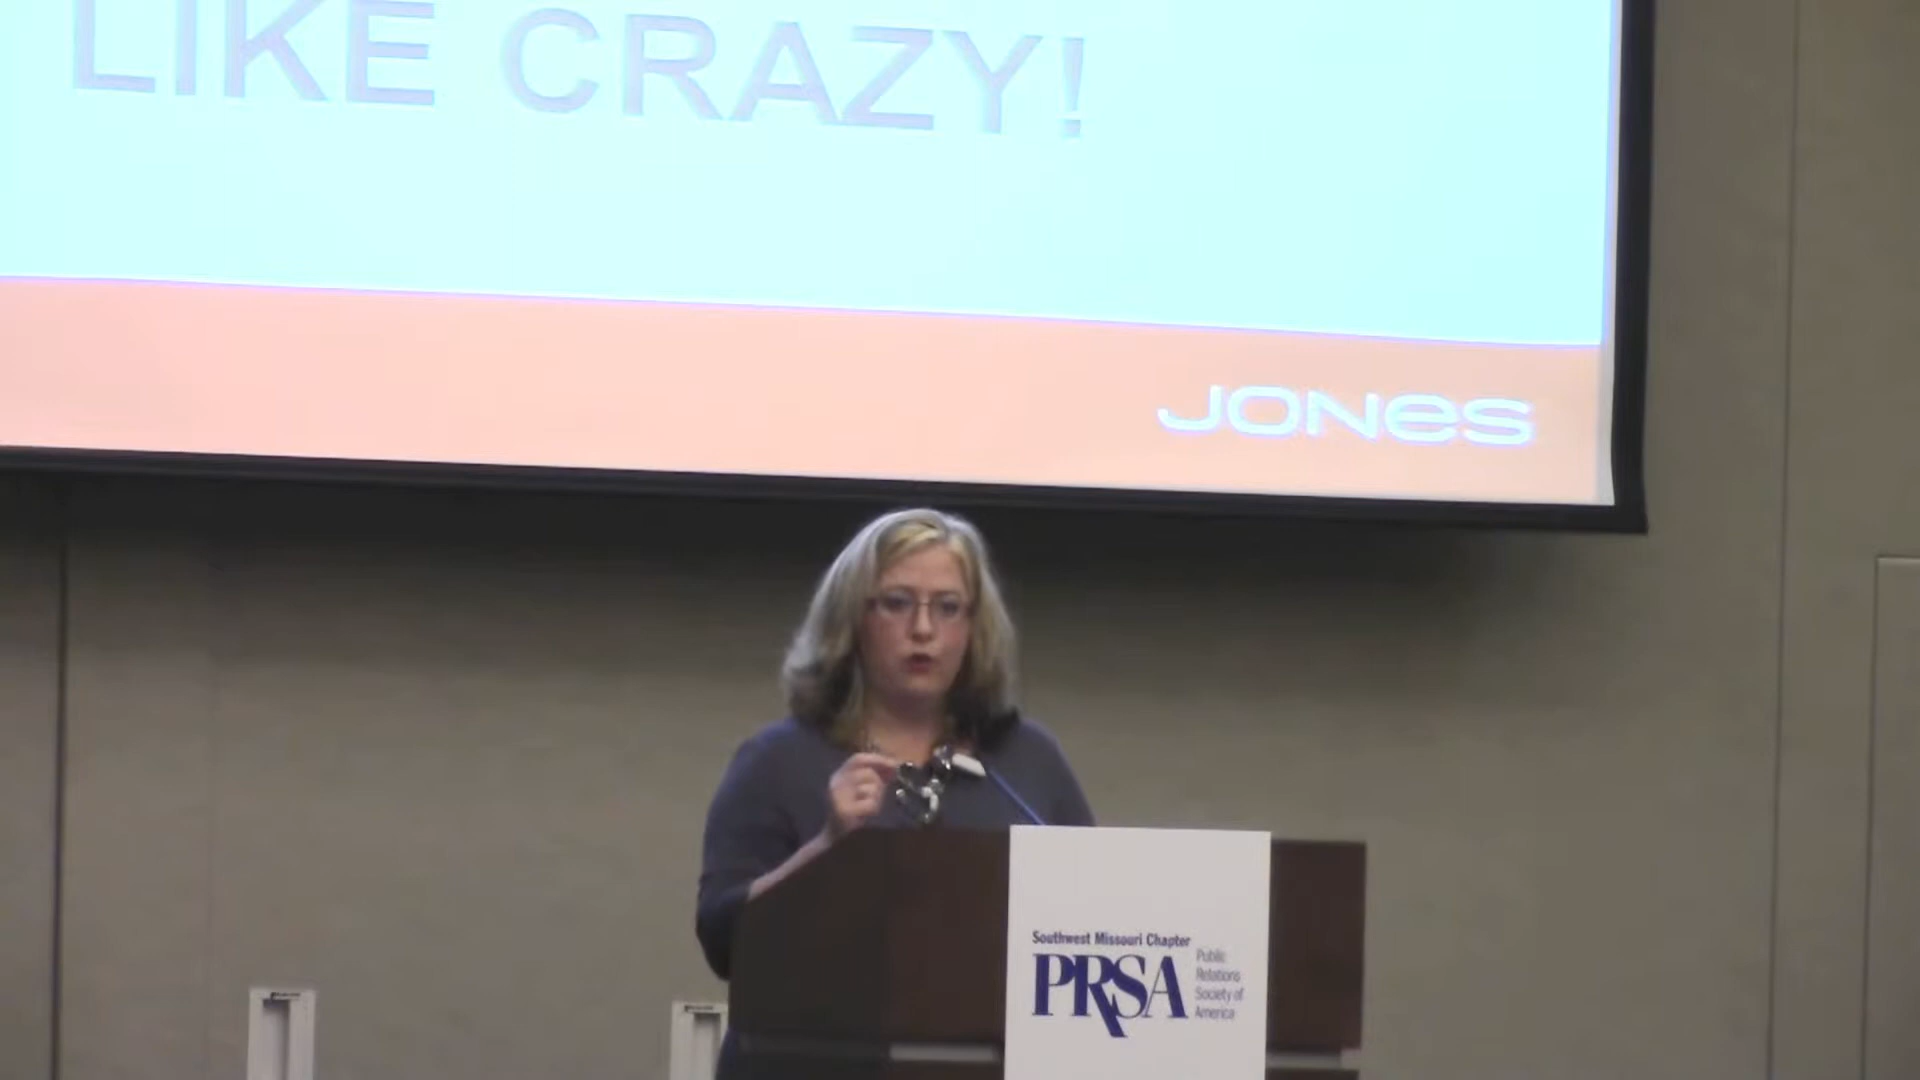 LIKE CRAZY!
JONES
Southwest Missouri Chapter
PRSA
Public
Relations
Society of
America